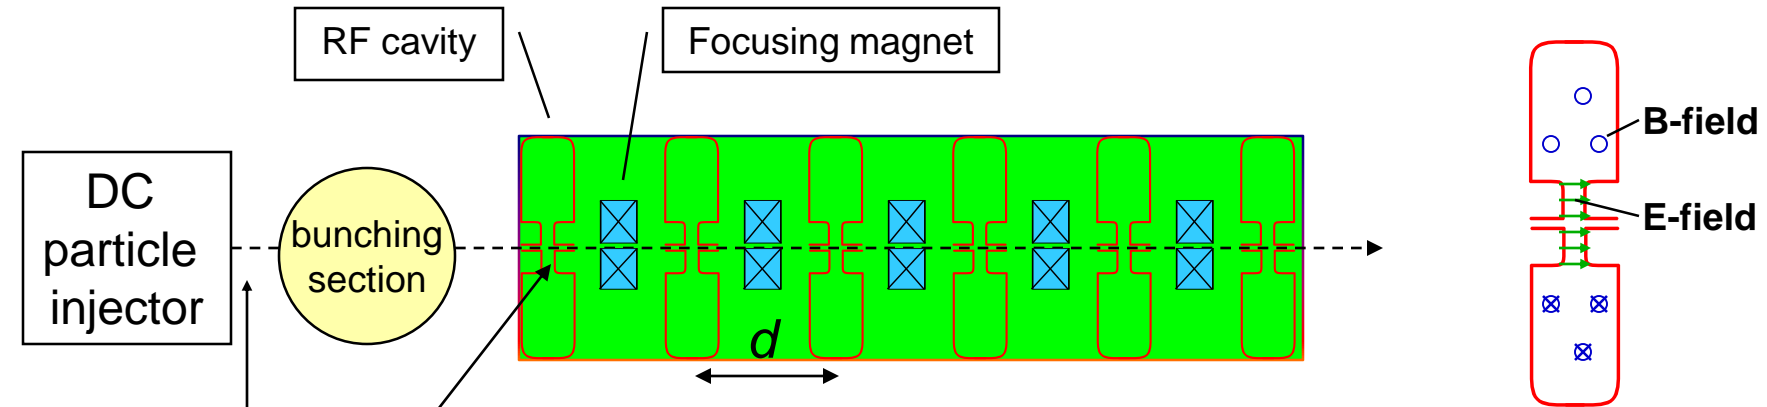 RF cavity
Focusing magnet
DC
particle
injector
bunching
section
d
B-field
E-field